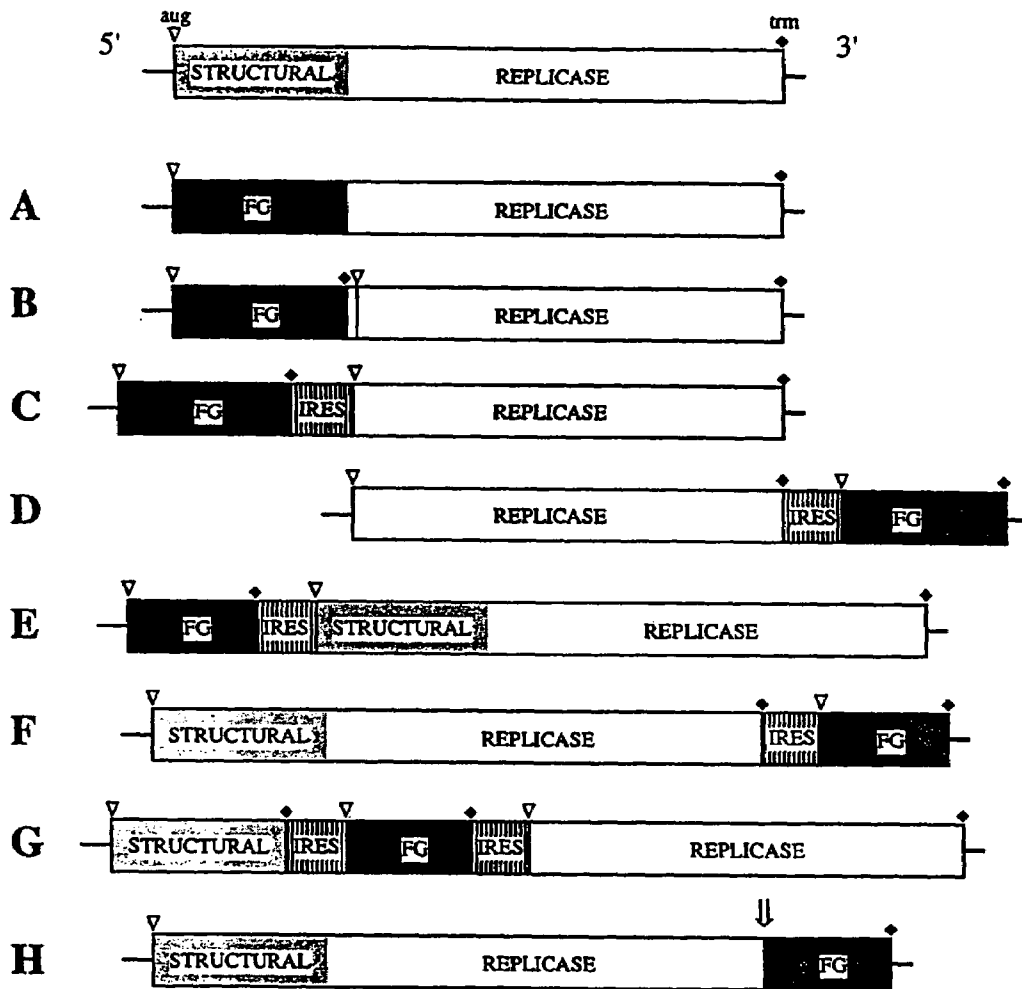 aug trm
5' 3'
STRUCTURAL REPLICASE
A FG REPLICASE
B FG REPLICASE
C FG IRES REPLICASE
D REPLICASE IRES FG
E FG IRES STRUCTURAL REPLICASE
F STRUCTURAL REPLICASE IRES FG
G STRUCTURAL IRES FG IRES REPLICASE
H STRUCTURAL REPLICASE FG